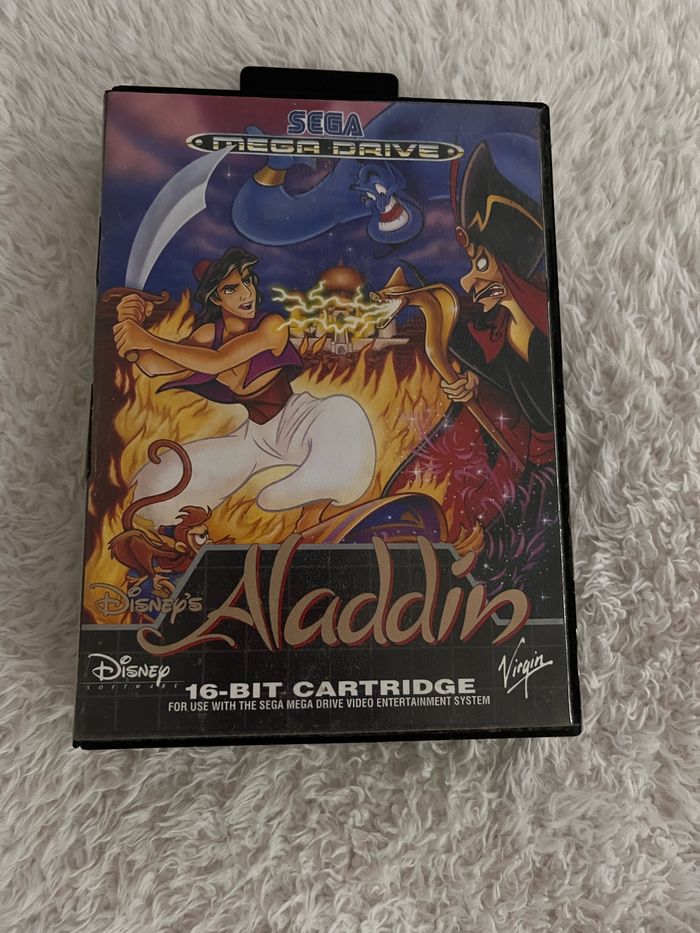 SEGA
MEGA DRIVE
DISNEY'S
Aladdin
DISNEY
SOFTWARE
16-BIT CARTRIDGE
FOR USE WITH THE SEGA MEGA DRIVE VIDEO ENTERTAINMENT SYSTEM
Virgin